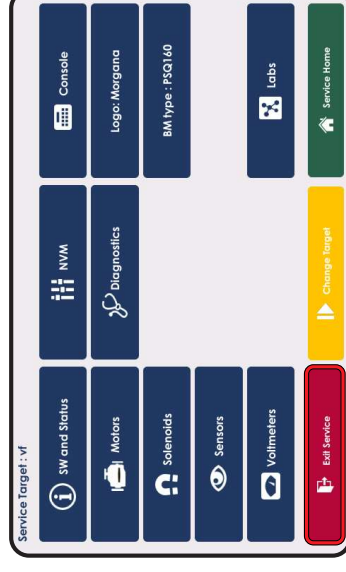 Service Target : vf
SW and Status
NVM
Console
Motors
Diagnostics
Logo: Morgana
Solenoids
BM type : PSQ160
Sensors
Voltmeters
Labs
Exit Service
Change Target
Service Home